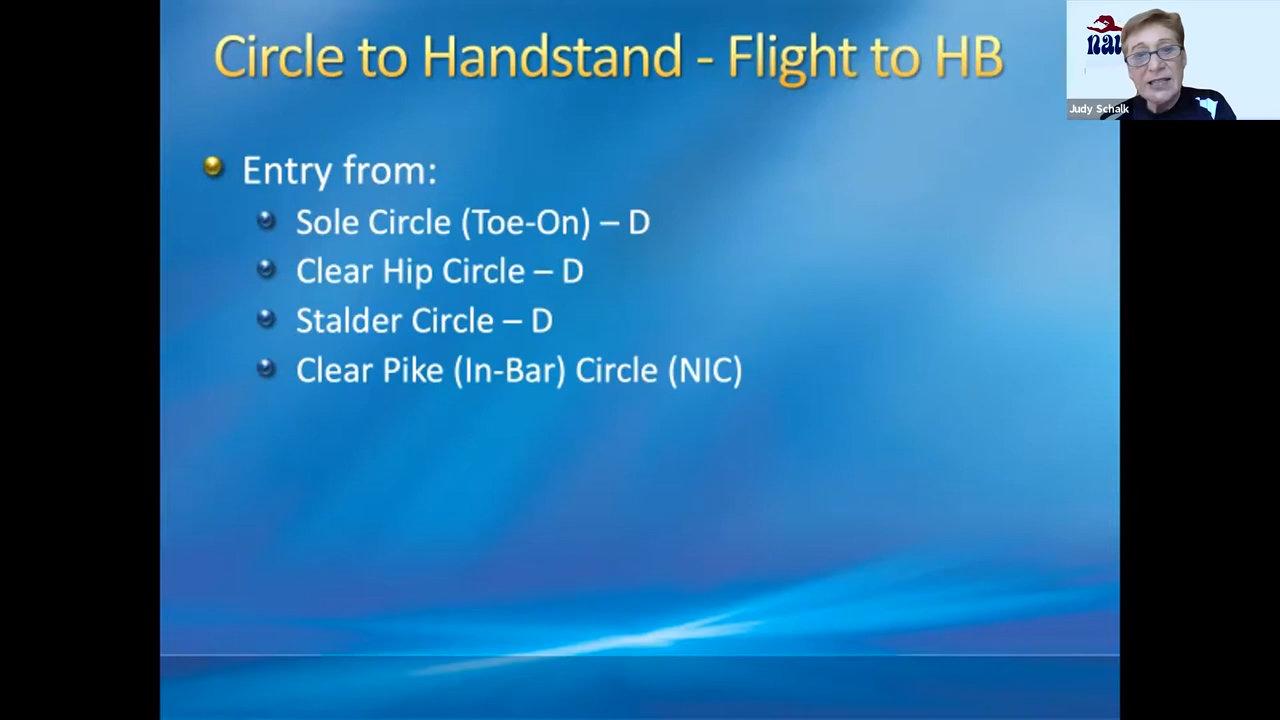 Circle to Handstand - Flight to HB
Entry from:
Sole Circle (Toe-On) – D
Clear Hip Circle – D
Stalder Circle – D
Clear Pike (In-Bar) Circle (NIC)
Judy Schalk